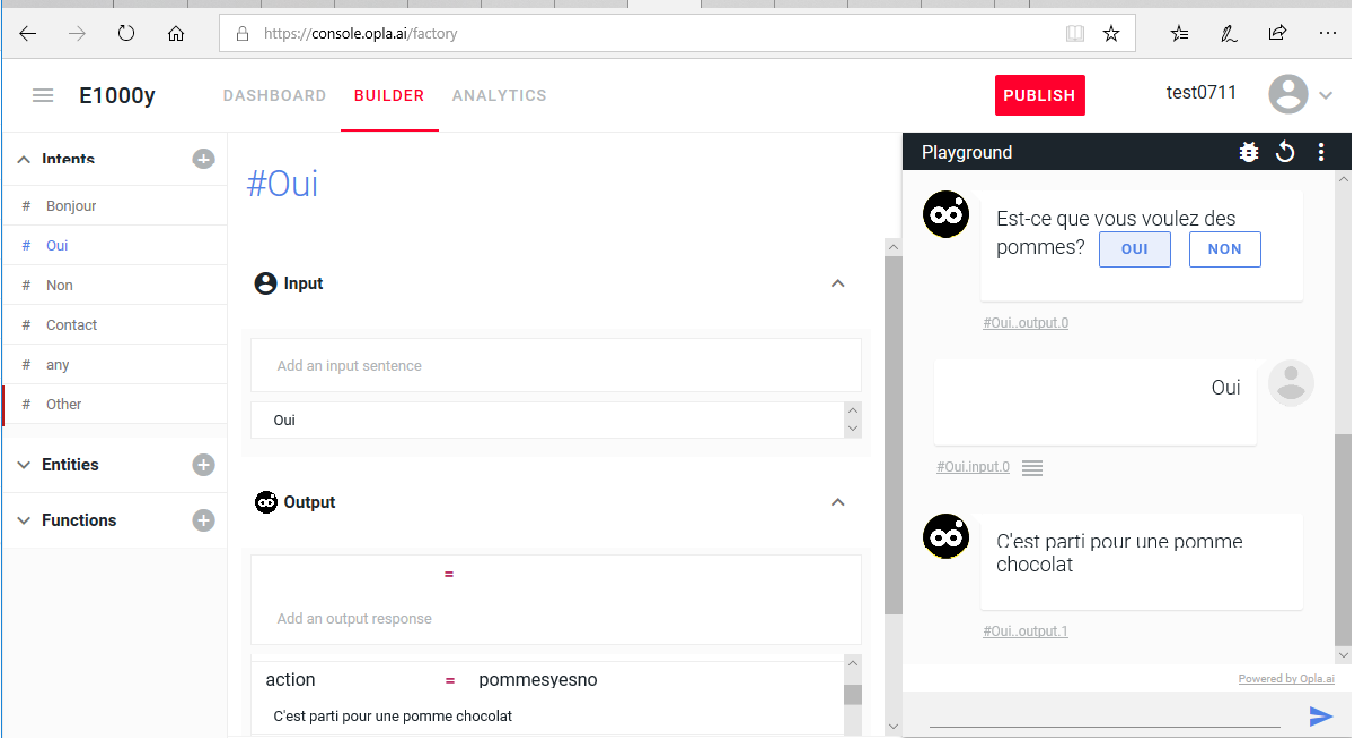 https://console.opla.ai/factory
E1000y
DASHBOARD
BUILDER
ANALYTICS
PUBLISH
test0711
Intents
# Bonjour
# Oui
# Non
# Contact
# any
# Other
Entities
Functions
#Oui
Input
Add an input sentence
Oui
Output
=
Add an output response
action = pommesyesno
C'est parti pour une pomme chocolat
Playground
Est-ce que vous voulez des
pommes? OUI NON
#Oui..output.0
Oui
#Oui.input.0
C'est parti pour une pomme
chocolat
#Oui..output.1
Powered by Opla.ai